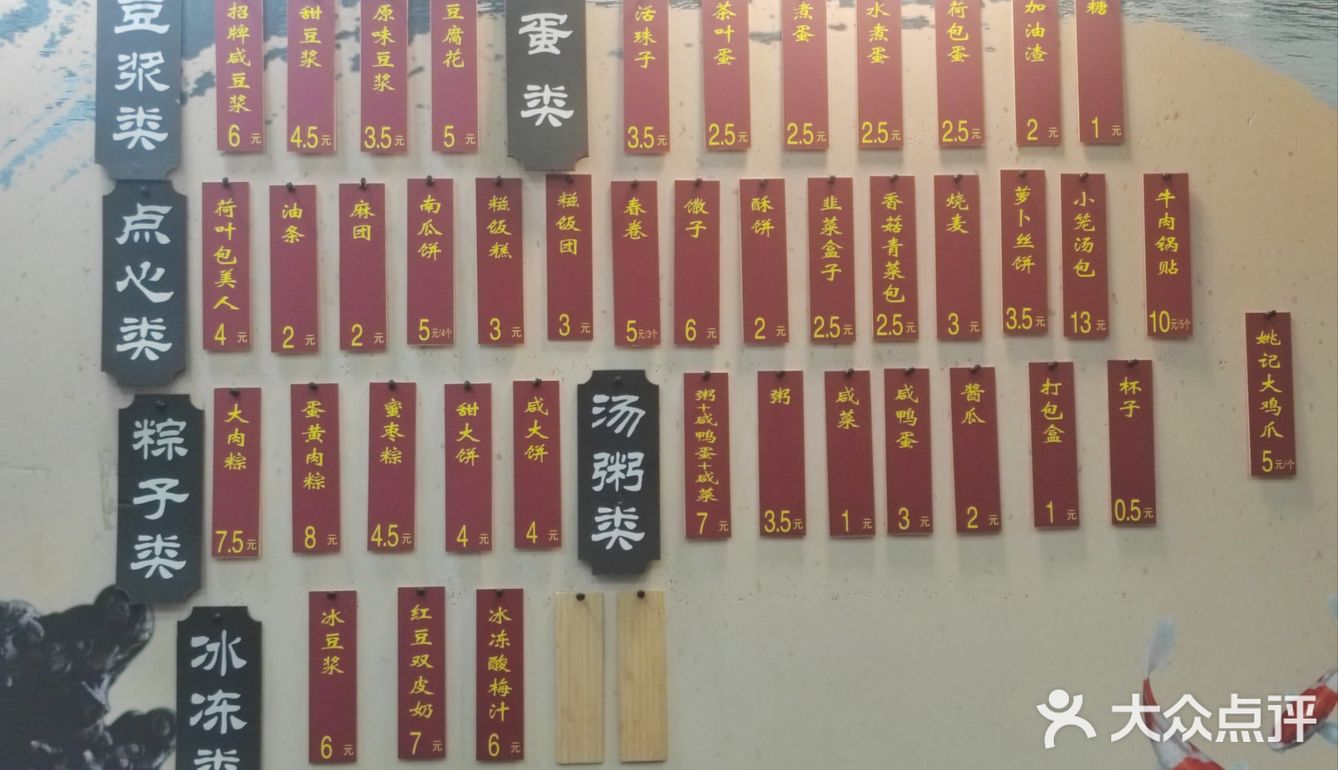 豆浆类
招牌咸豆浆 6元
甜豆浆 4.5元
原味豆浆 3.5元
豆腐花 5元
蛋类
活珠子 3.5元
茶叶蛋 2.5元
煮蛋 2.5元
水煮蛋 2.5元
荷包蛋 2.5元
加油渣 2元
糖 1元
点心类
荷叶包美人 4元
油条 2元
麻团 2元
南瓜饼 5元/4个
糍饭糕 3元
糍饭团 3元
春卷 5元/3个
馓子 6元
酥饼 2元
韭菜盒子 2.5元
香菇青菜包 2.5元
烧麦 3元
萝卜丝饼 3.5元
小笼汤包 13元
牛肉锅贴 10元/5个
姚记大鸡爪 5元/个
粽子类
大肉粽 7.5元
蛋黄肉粽 8元
蜜枣粽 4.5元
甜大饼 4元
咸大饼 4元
汤粥类
粥+咸鸭蛋+咸菜 7元
粥 3.5元
咸菜 1元
咸鸭蛋 3元
酱瓜 2元
打包盒 1元
杯子 0.5元
冰冻类
冰豆浆 6元
红豆双皮奶 7元
冰冻酸梅汁 6元
大众点评